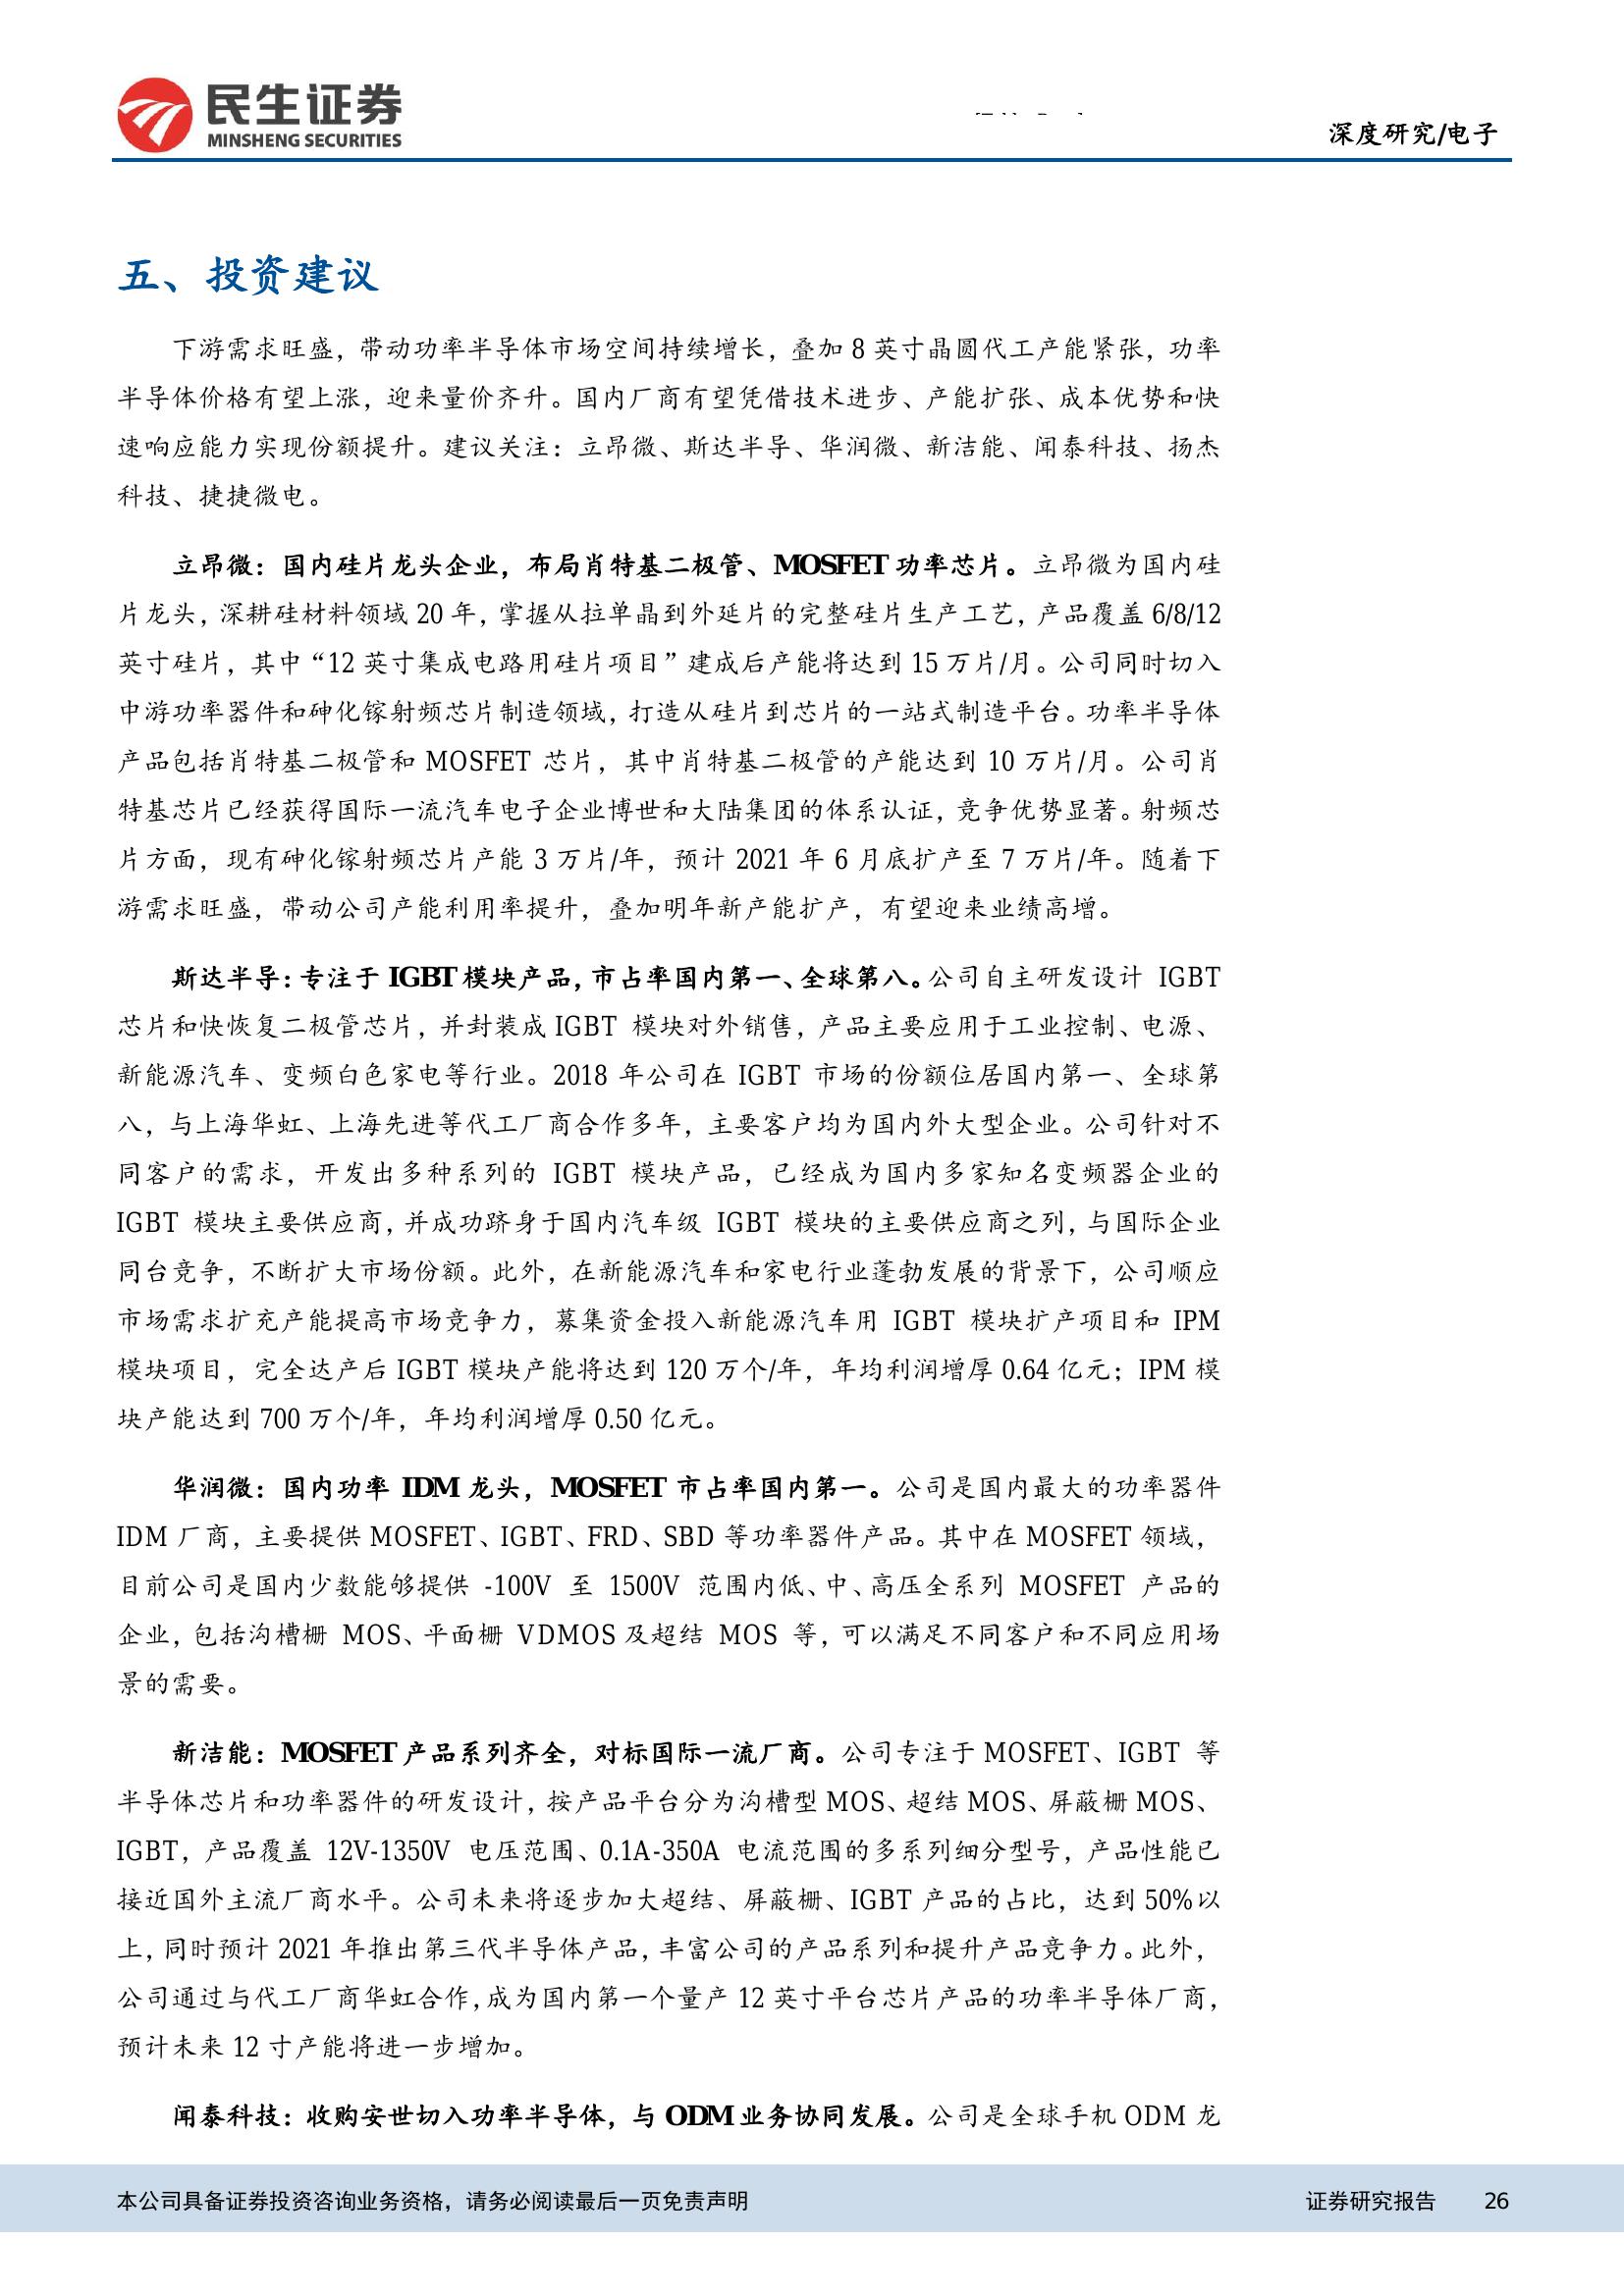 民生证券
MINSHENG SECURITIES
深度研究/电子
五、投资建议
下游需求旺盛，带动功率半导体市场空间持续增长，叠加 8 英寸晶圆代工产能紧张，功率
半导体价格有望上涨，迎来量价齐升。国内厂商有望凭借技术进步、产能扩张、成本优势和快
速响应能力实现份额提升。建议关注：立昂微、斯达半导、华润微、新洁能、闻泰科技、扬杰
科技、捷捷微电。
立昂微：国内硅片龙头企业，布局肖特基二极管、MOSFET 功率芯片。立昂微为国内硅
片龙头，深耕硅材料领域 20 年，掌握从拉单晶到外延片的完整硅片生产工艺，产品覆盖 6/8/12
英寸硅片，其中“12 英寸集成电路用硅片项目”建成后产能将达到 15 万片/月。公司同时切入
中游功率器件和砷化镓射频芯片制造领域，打造从硅片到芯片的一站式制造平台。功率半导体
产品包括肖特基二极管和 MOSFET 芯片，其中肖特基二极管的产能达到 10 万片/月。公司肖
特基芯片已经获得国际一流汽车电子企业博世和大陆集团的体系认证，竞争优势显著。射频芯
片方面，现有砷化镓射频芯片产能 3 万片/年，预计 2021 年 6 月底扩产至 7 万片/年。随着下
游需求旺盛，带动公司产能利用率提升，叠加明年新产能扩产，有望迎来业绩高增。
斯达半导：专注于 IGBT 模块产品，市占率国内第一、全球第八。公司自主研发设计 IGBT
芯片和快恢复二极管芯片，并封装成 IGBT 模块对外销售，产品主要应用于工业控制、电源、
新能源汽车、变频白色家电等行业。2018 年公司在 IGBT 市场的份额位居国内第一、全球第
八，与上海华虹、上海先进等代工厂商合作多年，主要客户均为国内外大型企业。公司针对不
同客户的需求，开发出多种系列的 IGBT 模块产品，已经成为国内多家知名变频器企业的
IGBT 模块主要供应商，并成功跻身于国内汽车级 IGBT 模块的主要供应商之列，与国际企业
同台竞争，不断扩大市场份额。此外，在新能源汽车和家电行业蓬勃发展的背景下，公司顺应
市场需求扩充产能提高市场竞争力，募集资金投入新能源汽车用 IGBT 模块扩产项目和 IPM
模块项目，完全达产后 IGBT 模块产能将达到 120 万个/年，年均利润增厚 0.64 亿元；IPM 模
块产能达到 700 万个/年，年均利润增厚 0.50 亿元。
华润微：国内功率 IDM 龙头，MOSFET 市占率国内第一。公司是国内最大的功率器件
IDM 厂商，主要提供 MOSFET、IGBT、FRD、SBD 等功率器件产品。其中在 MOSFET 领域，
目前公司是国内少数能够提供 -100V 至 1500V 范围内低、中、高压全系列 MOSFET 产品的
企业，包括沟槽栅 MOS、平面栅 VDMOS 及超结 MOS 等，可以满足不同客户和不同应用场
景的需要。
新洁能：MOSFET 产品系列齐全，对标国际一流厂商。公司专注于 MOSFET、IGBT 等
半导体芯片和功率器件的研发设计，按产品平台分为沟槽型 MOS、超结 MOS、屏蔽栅 MOS、
IGBT，产品覆盖 12V-1350V 电压范围、0.1A-350A 电流范围的多系列细分型号，产品性能已
接近国外主流厂商水平。公司未来将逐步加大超结、屏蔽栅、IGBT 产品的占比，达到 50%以
上，同时预计 2021 年推出第三代半导体产品，丰富公司的产品系列和提升产品竞争力。此外，
公司通过与代工厂商华虹合作，成为国内第一个量产 12 英寸平台芯片产品的功率半导体厂商，
预计未来 12 寸产能将进一步增加。
闻泰科技：收购安世切入功率半导体，与 ODM 业务协同发展。公司是全球手机 ODM 龙
本公司具备证券投资咨询业务资格，请务必阅读最后一页免责声明
证券研究报告 26